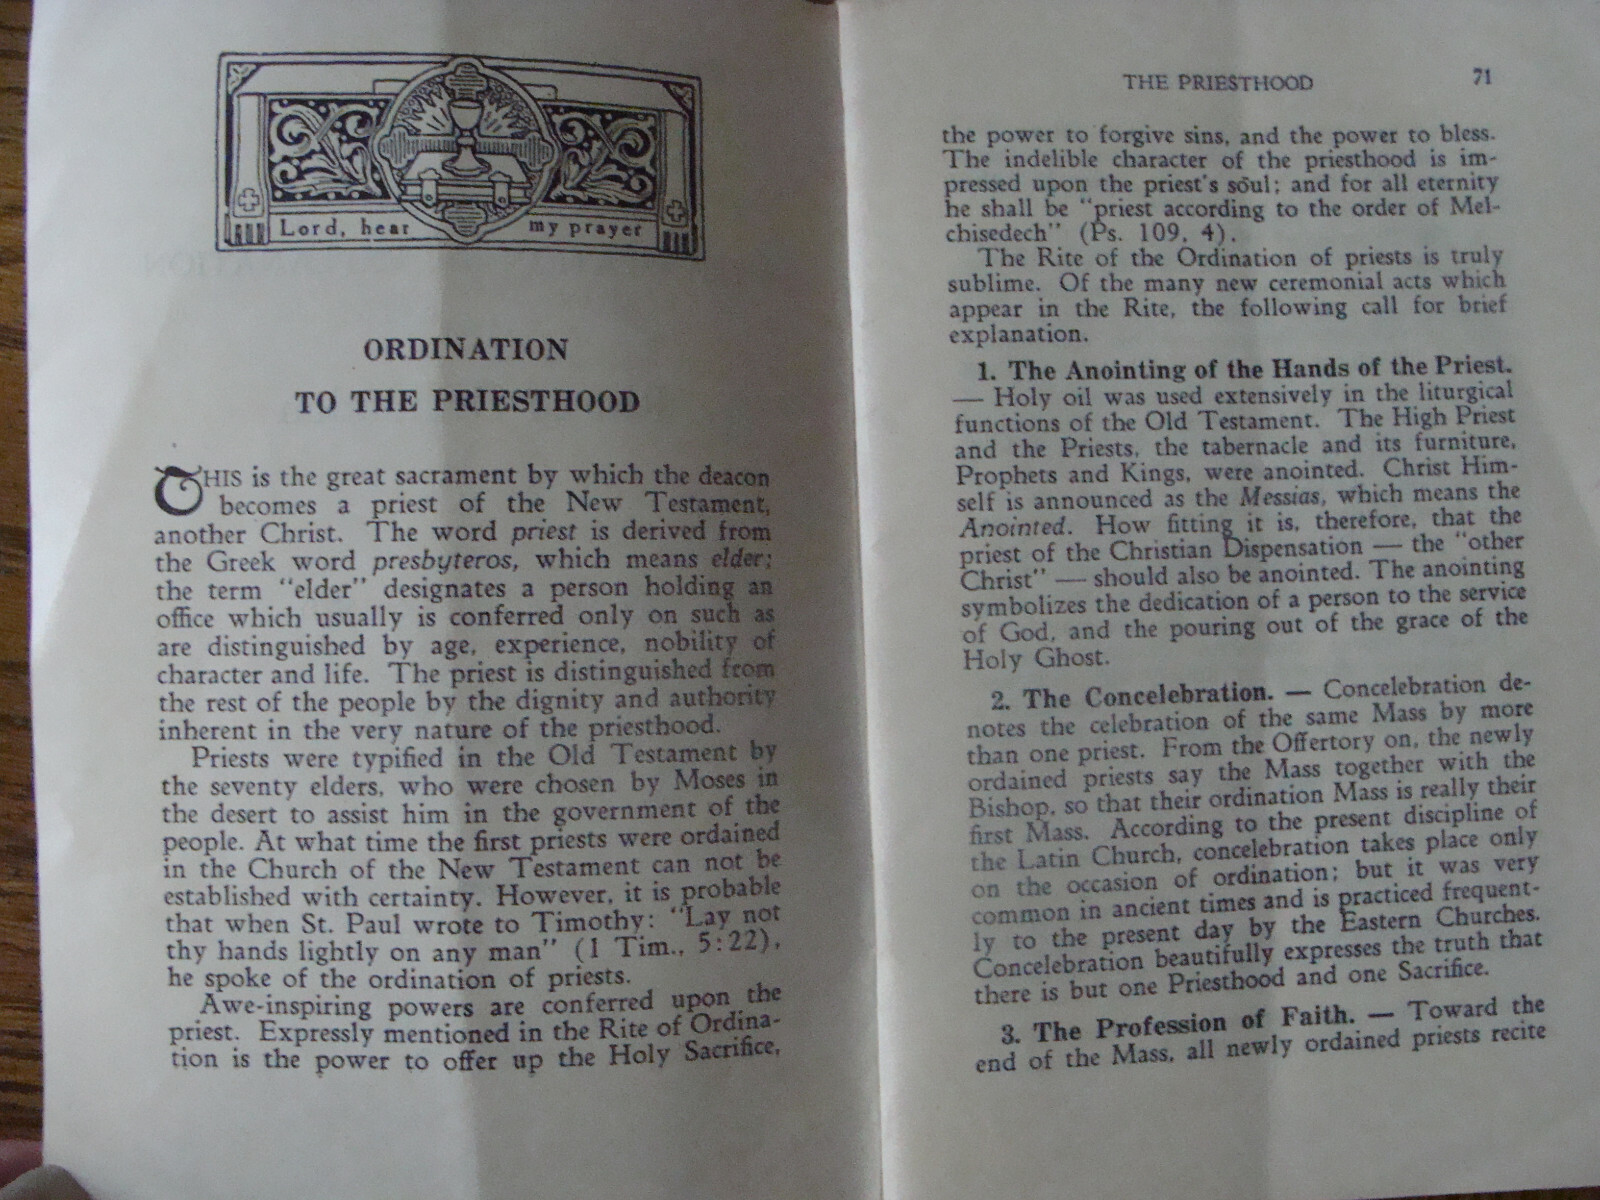 Lord, hear my prayer
ORDINATION
TO THE PRIESTHOOD
THIS is the great sacrament by which the deacon
becomes a priest of the New Testament,
another Christ. The word priest is derived from
the Greek word presbyteros, which means elder;
the term "elder" designates a person holding an
office which usually is conferred only on such as
are distinguished by age, experience, nobility of
character and life. The priest is distinguished from
the rest of the people by the dignity and authority
inherent in the very nature of the priesthood.
Priests were typified in the Old Testament by
the seventy elders, who were chosen by Moses in
the desert to assist him in the government of the
people. At what time the first priests were ordained
in the Church of the New Testament can not be
established with certainty. However, it is probable
that when St. Paul wrote to Timothy: "Lay not
thy hands lightly on any man" (1 Tim., 5:22),
he spoke of the ordination of priests.
Awe-inspiring powers are conferred upon the
priest. Expressly mentioned in the Rite of Ordina-
tion is the power to offer up the Holy Sacrifice,
THE PRIESTHOOD 71
the power to forgive sins, and the power to bless.
The indelible character of the priesthood is im-
pressed upon the priest's soul; and for all eternity
he shall be "priest according to the order of Mel-
chisedech" (Ps. 109, 4).
The Rite of the Ordination of priests is truly
sublime. Of the many new ceremonial acts which
appear in the Rite, the following call for brief
explanation.
1. The Anointing of the Hands of the Priest.
— Holy oil was used extensively in the liturgical
functions of the Old Testament. The High Priest
and the Priests, the tabernacle and its furniture,
Prophets and Kings, were anointed. Christ Him-
self is announced as the Messias, which means the
Anointed. How fitting it is, therefore, that the
priest of the Christian Dispensation — the "other
Christ" — should also be anointed. The anointing
symbolizes the dedication of a person to the service
of God, and the pouring out of the grace of the
Holy Ghost.
2. The Concelebration. — Concelebration de-
notes the celebration of the same Mass by more
than one priest. From the Offertory on, the newly
ordained priests say the Mass together with the
Bishop, so that their ordination Mass is really their
first Mass. According to the present discipline of
the Latin Church, concelebration takes place only
on the occasion of ordination; but it was very
common in ancient times and is practiced frequent-
ly to the present day by the Eastern Churches.
Concelebration beautifully expresses the truth that
there is but one Priesthood and one Sacrifice.
3. The Profession of Faith. — Toward the
end of the Mass, all newly ordained priests recite